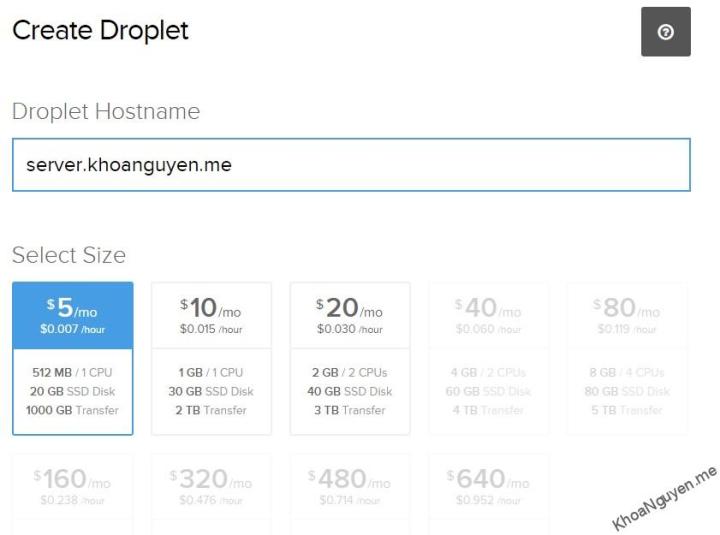 Create Droplet
Droplet Hostname
server.khoanguyen.me
Select Size
$5/mo
$0.007 /hour
512 MB / 1 CPU
20 GB SSD Disk
1000 GB Transfer
$10/mo
$0.015 /hour
1 GB / 1 CPU
30 GB SSD Disk
2 TB Transfer
$20/mo
$0.030 /hour
2 GB / 2 CPUs
40 GB SSD Disk
3 TB Transfer
$40/mo
$0.060 /hour
4 GB / 2 CPUs
60 GB SSD Disk
4 TB Transfer
$80/mo
$0.119 /hour
8 GB / 4 CPUs
80 GB SSD Disk
5 TB Transfer
$160/mo
$0.238 /hour
$320/mo
$0.476 /hour
$480/mo
$0.714 /hour
$640/mo
$0.952 /hour
KhoaNguyen.me